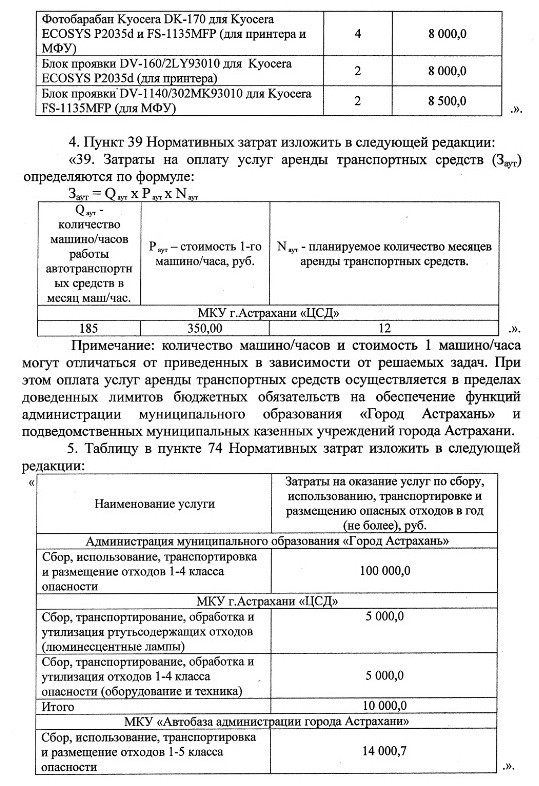 Фотобарабан Kyocera DK-170 для Kyocera
ECOSYS P2035d и FS-1135MFP (для принтера и
МФУ)
4
8 000,0
Блок проявки DV-160/2LY93010 для Kyocera
ECOSYS P2035d (для принтера)
2
8 000,0
Блок проявки DV-1140/302MK93010 для Kyocera
FS-1135MFP (для МФУ)
2
8 500,0
.».
4. Пункт 39 Нормативных затрат изложить в следующей редакции:
«39. Затраты на оплату услуг аренды транспортных средств (Заут)
определяются по формуле:
Заут = Q аут x P аут x N аут
Q аут -
количество
машино/часов
работы
автотранспортн
ых средств в
месяц маш/час.
P аут – стоимость 1-го
машино/часа, руб.
N аут - планируемое количество месяцев
аренды транспортных средств.
МКУ г.Астрахани «ЦСД»
185
350,00
12
.».
Примечание: количество машино/часов и стоимость 1 машино/часа
могут отличаться от приведенных в зависимости от решаемых задач. При
этом оплата услуг аренды транспортных средств осуществляется в пределах
доведенных лимитов бюджетных обязательств на обеспечение функций
администрации муниципального образования «Город Астрахань» и
подведомственных муниципальных казенных учреждений города Астрахани.
5. Таблицу в пункте 74 Нормативных затрат изложить в следующей
редакции:
«
Наименование услуги
Затраты на оказание услуг по сбору,
использованию, транспортировке и
размещению опасных отходов в год
(не более), руб.
Администрация муниципального образования «Город Астрахань»
Сбор, использование, транспортировка
и размещение отходов 1-4 класса
опасности
100 000,0
МКУ г.Астрахани «ЦСД»
Сбор, транспортирование, обработка и
утилизация ртутьсодержащих отходов
(люминесцентные лампы)
5 000,0
Сбор, транспортирование, обработка и
утилизация отходов 1-4 класса
опасности (оборудование и техника)
5 000,0
Итого
10 000,0
МКУ «Автобаза администрации города Астрахани»
Сбор, использование, транспортировка
и размещение отходов 1-5 класса
опасности
14 000,7
.».